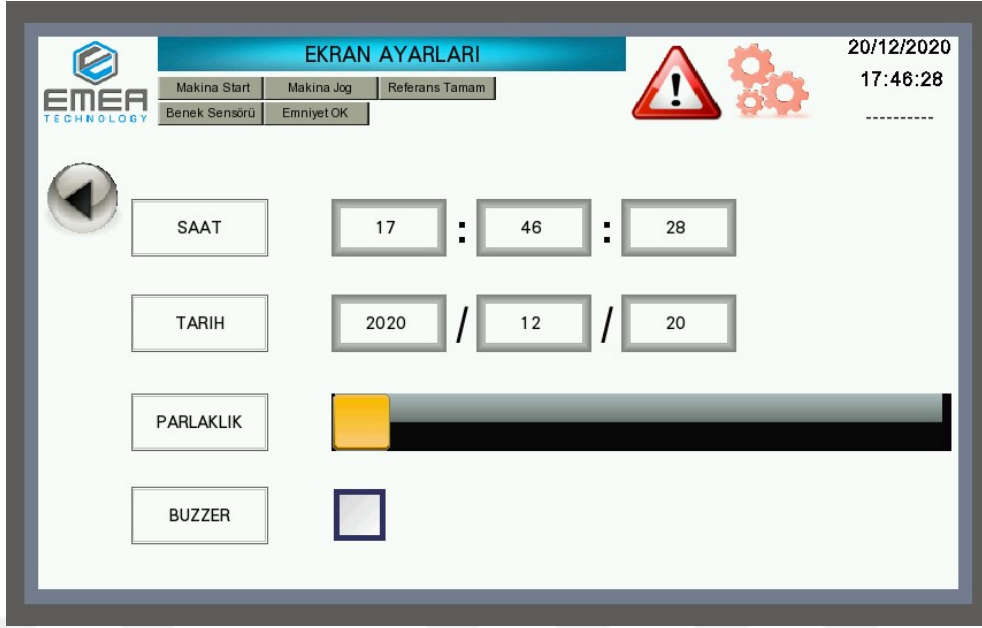 EMEA
TECHNOLOGY
EKRAN AYARLARI
Makina Start Makina Jog Referans Tamam
Benek Sensörü Emniyet OK
20/12/2020
17:46:28
----------
SAAT 17 : 46 : 28
TARIH 2020 / 12 / 20
PARLAKLIK
BUZZER